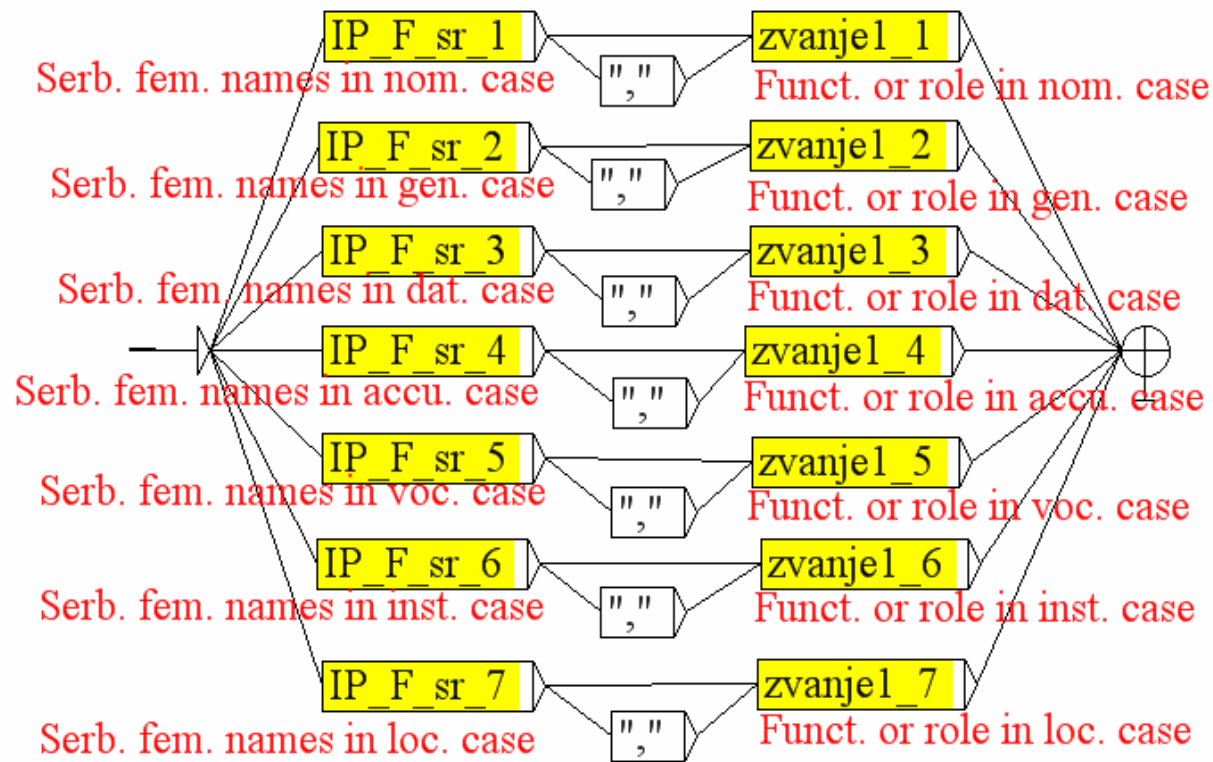 IP_F_sr_1 zvanje1_1
Serb. fem. names in nom. case "," Funct. or role in nom. case
IP_F_sr_2 zvanje1_2
Serb. fem. names in gen. case "," Funct. or role in gen. case
IP_F_sr_3 zvanje1_3
Serb. fem. names in dat. case "," Funct. or role in dat. case
IP_F_sr_4 zvanje1_4
Serb. fem. names in accu. case "," Funct. or role in accu. case
IP_F_sr_5 zvanje1_5
Serb. fem. names in voc. case "," Funct. or role in voc. case
IP_F_sr_6 zvanje1_6
Serb. fem. names in inst. case "," Funct. or role in inst. case
IP_F_sr_7 zvanje1_7
Serb. fem. names in loc. case "," Funct. or role in loc. case